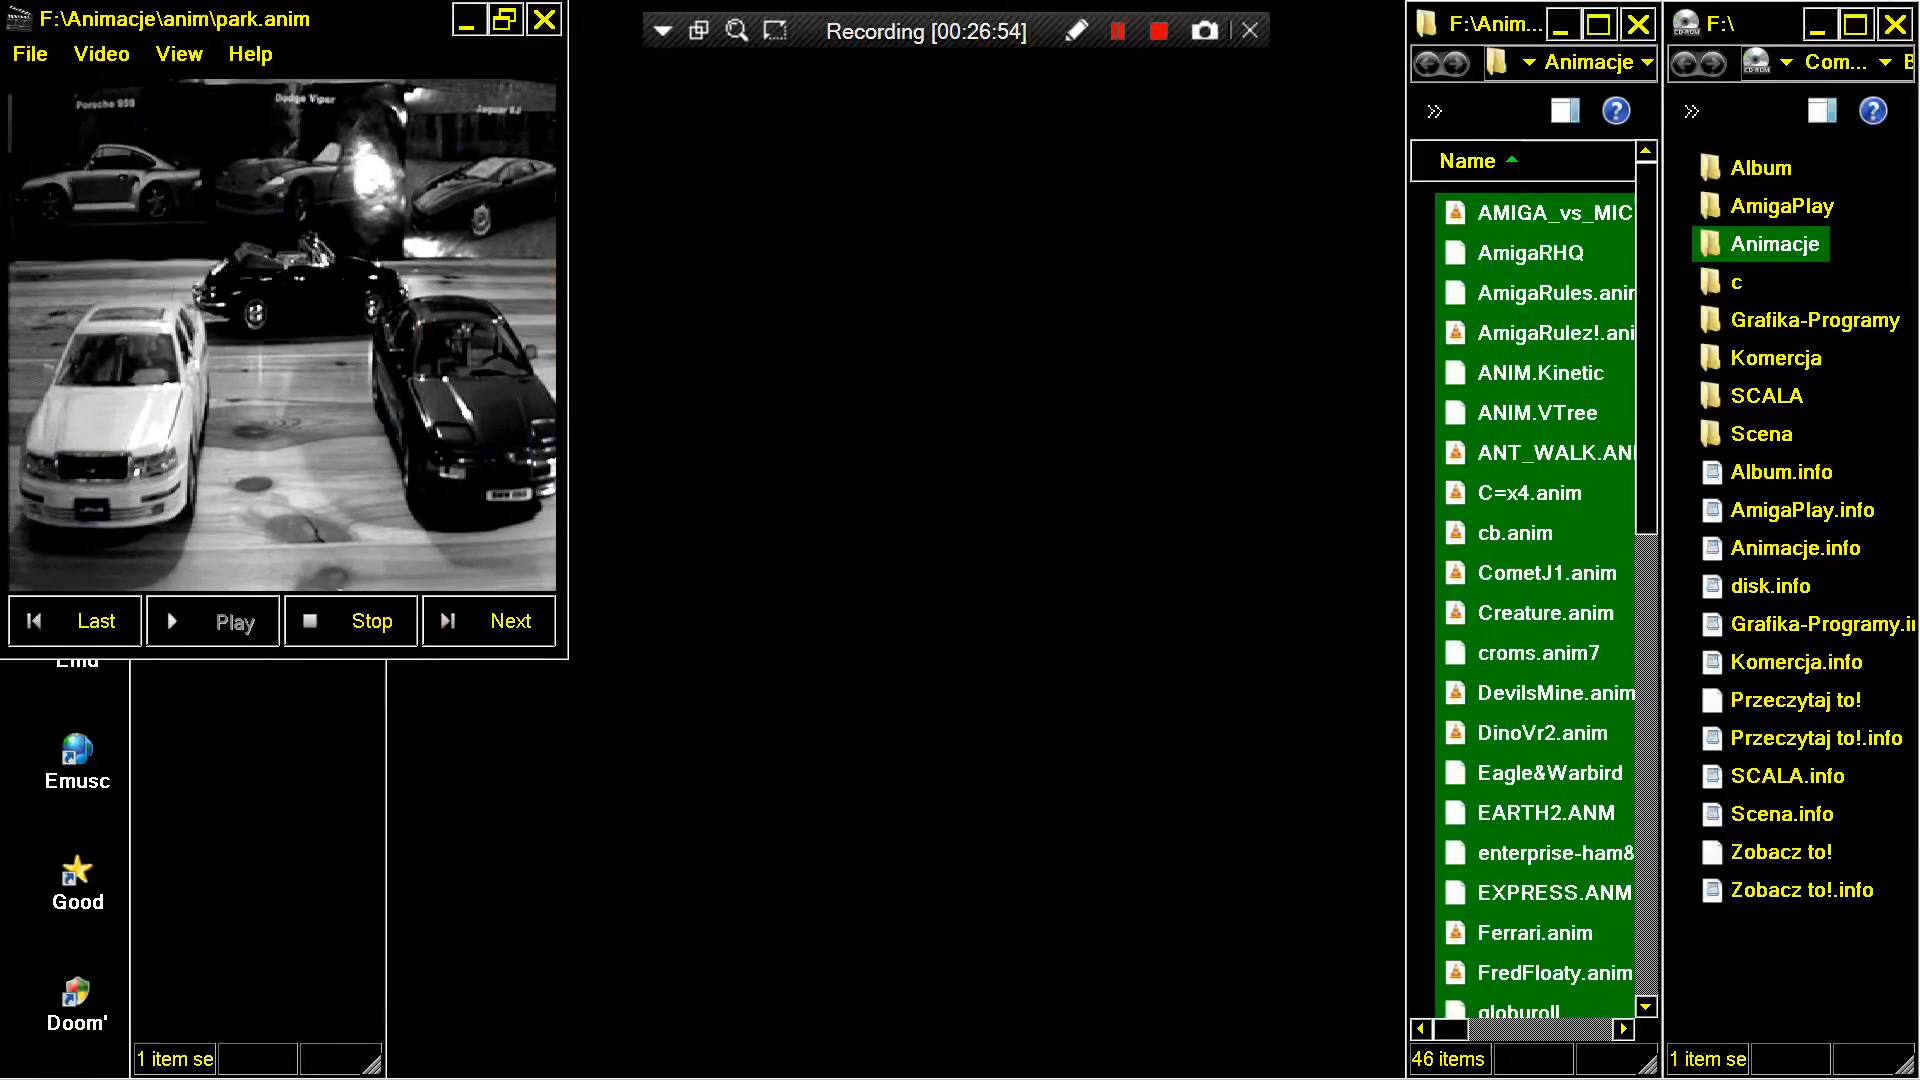 F:\Animacje\anim\park.anim
File Video View Help
Porsche 959
Dodge Viper
Jaguar XJ
Last
Play
Stop
Next
Emusc
Good
Doom'
1 item se
Recording [00:26:54]
F:\Anim...
Animacje
»
Name
AMIGA_vs_MIC
AmigaRHQ
AmigaRules.anir
AmigaRulez!.ani
ANIM.Kinetic
ANIM.VTree
ANT_WALK.ANI
C=x4.anim
cb.anim
CometJ1.anim
Creature.anim
croms.anim7
DevilsMine.anim
DinoVr2.anim
Eagle&Warbird
EARTH2.ANM
enterprise-ham8
EXPRESS.ANM
Ferrari.anim
FredFloaty.anim
globuroll
46 items
F:\
Com...
»
Album
AmigaPlay
Animacje
c
Grafika-Programy
Komercja
SCALA
Scena
Album.info
AmigaPlay.info
Animacje.info
disk.info
Grafika-Programy.in
Komercja.info
Przeczytaj to!
Przeczytaj to!.info
SCALA.info
Scena.info
Zobacz to!
Zobacz to!.info
1 item se